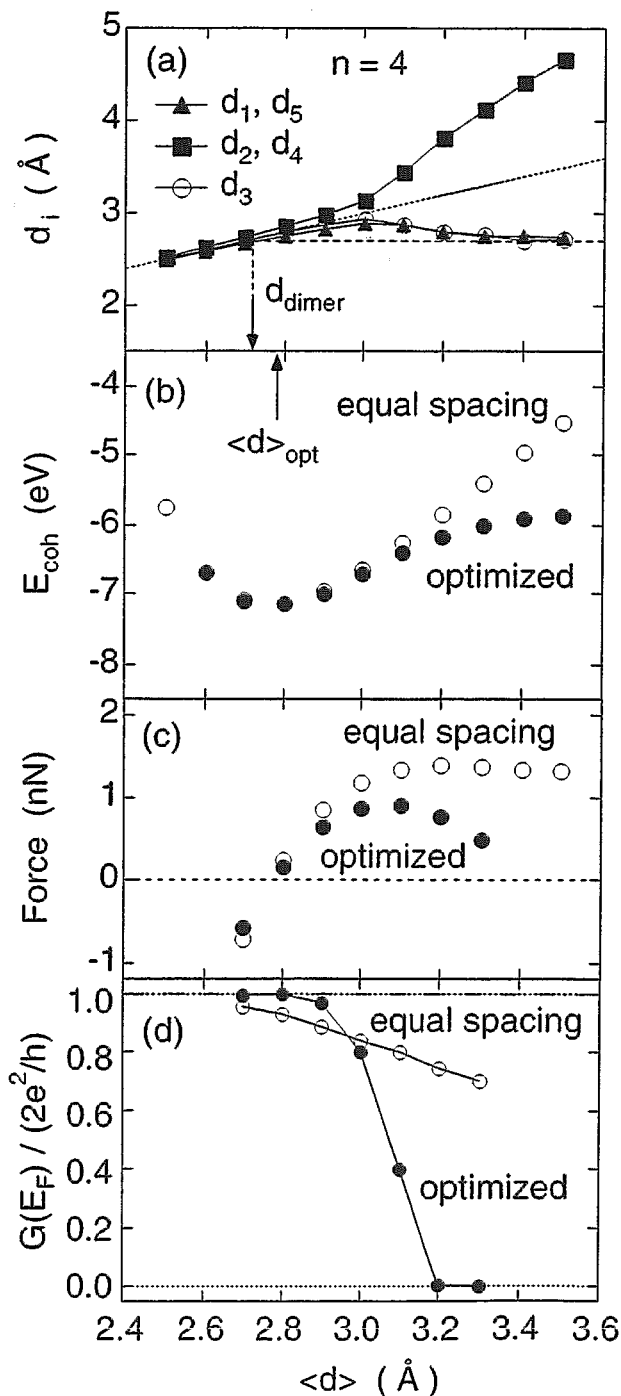 (a)
n = 4
d1, d5
d2, d4
d3
ddimer
di ( Å )
5
4
3
2
(b)
equal spacing
<d>opt
optimized
Ecoh (eV)
-4
-5
-6
-7
-8
(c)
equal spacing
optimized
Force (nN)
2
1
0
-1
(d)
equal spacing
optimized
G(EF) / (2e²/h)
1.0
0.8
0.6
0.4
0.2
0.0
2.4 2.6 2.8 3.0 3.2 3.4 3.6
<d> ( Å )